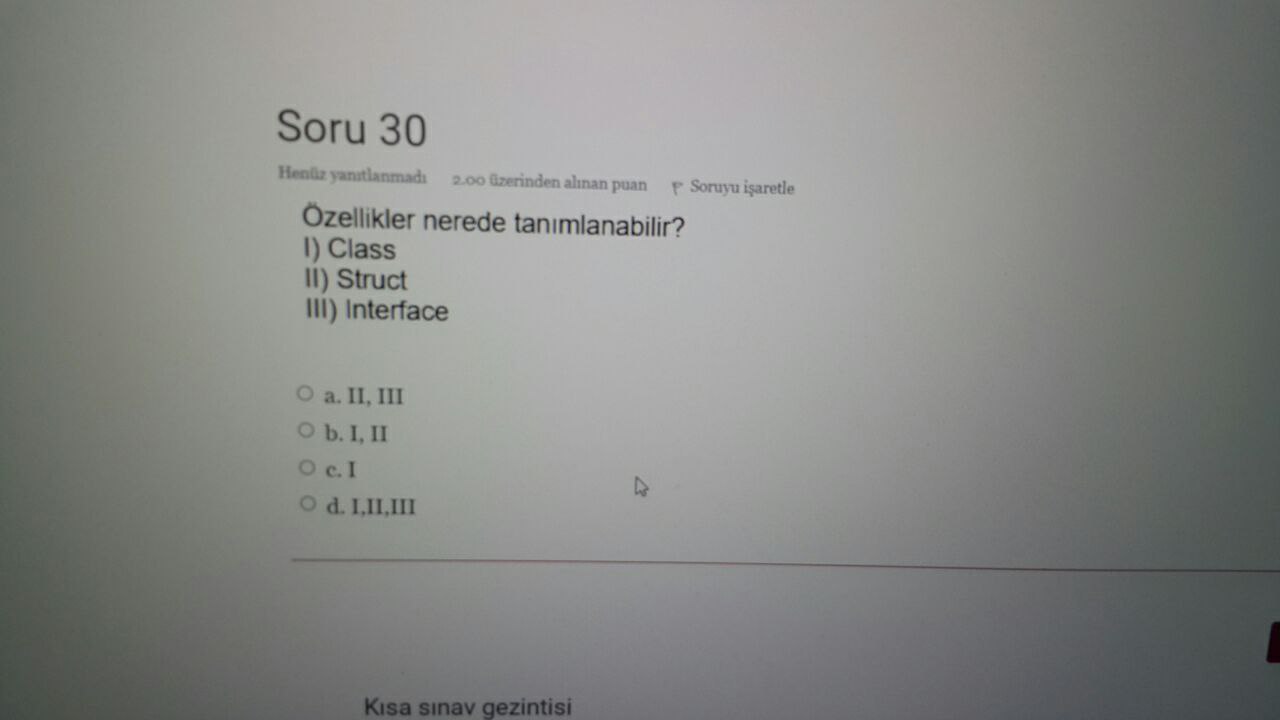 Soru 30
Henüz yanıtlanmadı 2.00 üzerinden alınan puan Soruyu işaretle
Özellikler nerede tanımlanabilir?
I) Class
II) Struct
III) Interface
a. II, III
b. I, II
c. I
d. I,II,III
Kısa sınav gezintisi